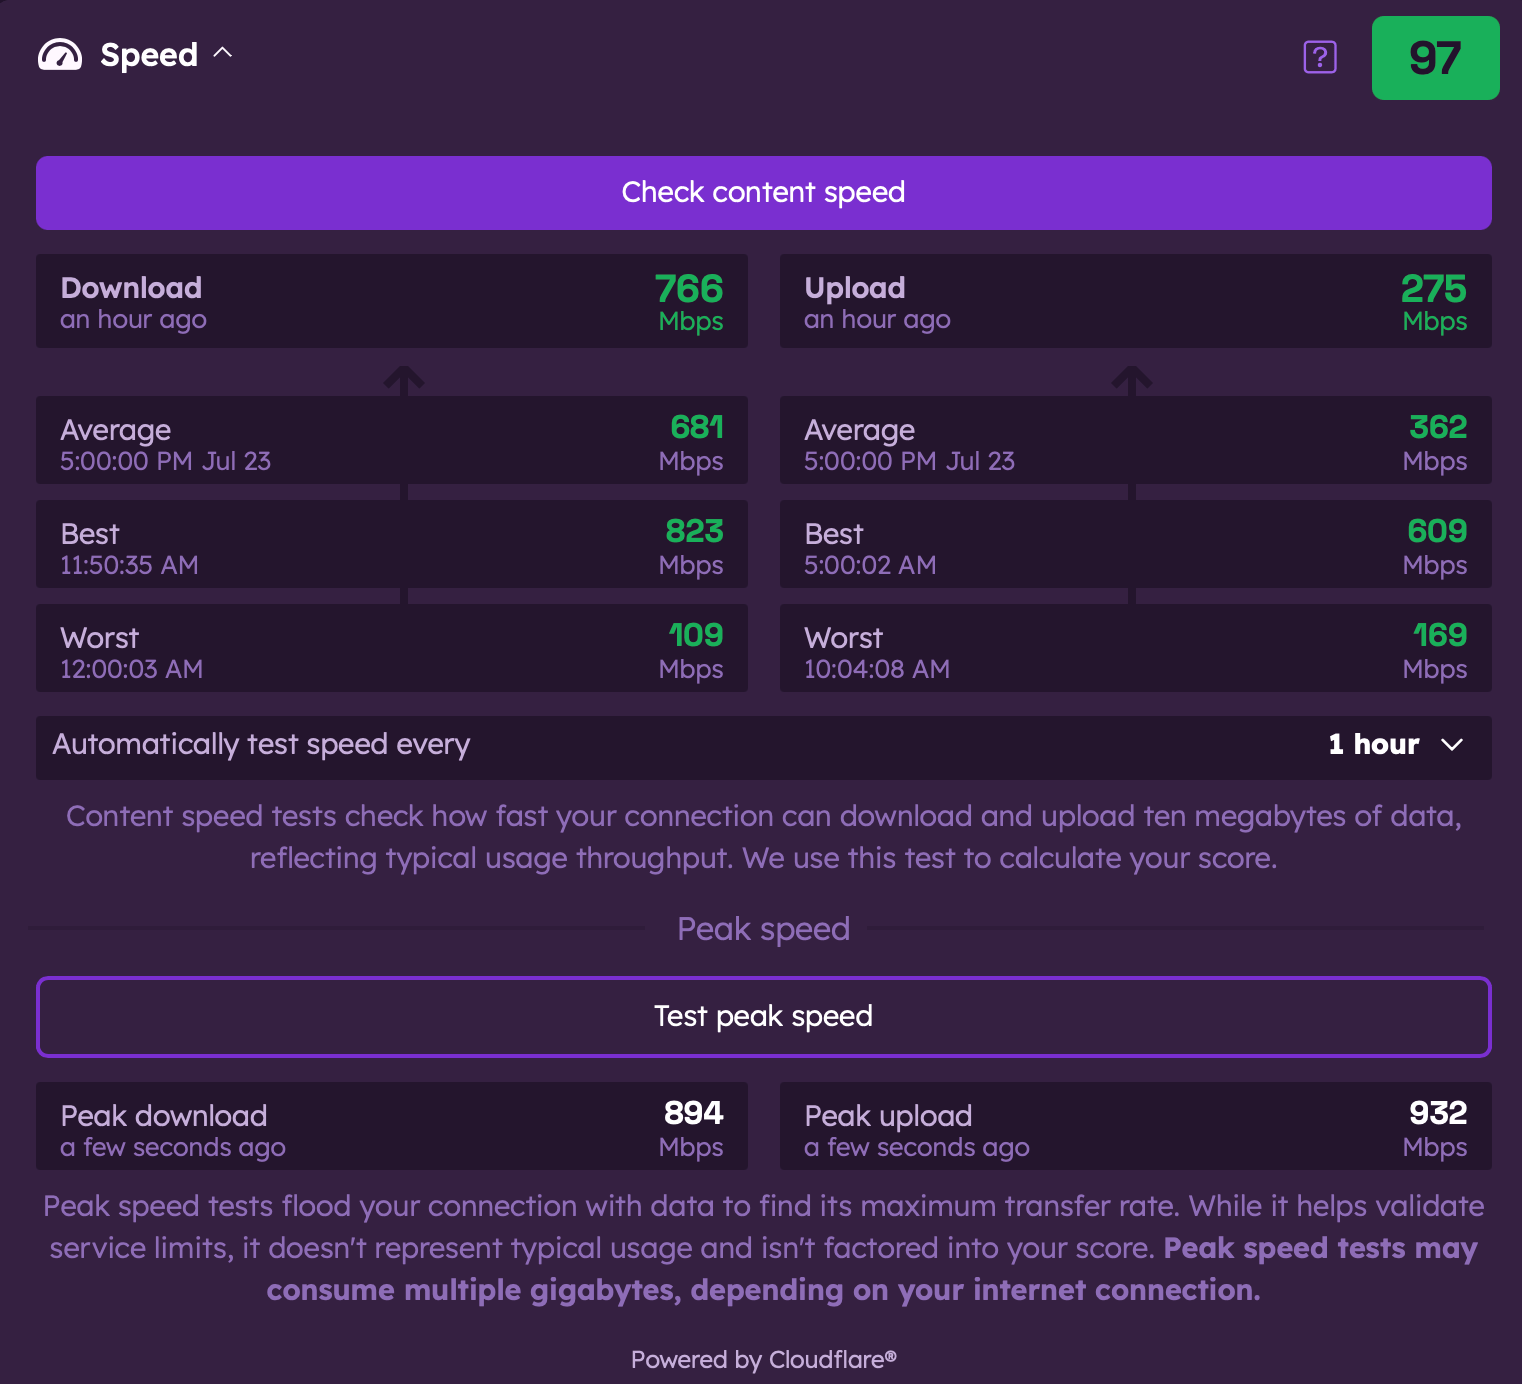 Speed
97
Check content speed
Download
an hour ago
766
Mbps
Upload
an hour ago
275
Mbps
Average
5:00:00 PM Jul 23
681
Mbps
Average
5:00:00 PM Jul 23
362
Mbps
Best
11:50:35 AM
823
Mbps
Best
5:00:02 AM
609
Mbps
Worst
12:00:03 AM
109
Mbps
Worst
10:04:08 AM
169
Mbps
Automatically test speed every
1 hour
Content speed tests check how fast your connection can download and upload ten megabytes of data,
reflecting typical usage throughput. We use this test to calculate your score.
Peak speed
Test peak speed
Peak download
a few seconds ago
894
Mbps
Peak upload
a few seconds ago
932
Mbps
Peak speed tests flood your connection with data to find its maximum transfer rate. While it helps validate
service limits, it doesn't represent typical usage and isn't factored into your score. Peak speed tests may
consume multiple gigabytes, depending on your internet connection.
Powered by Cloudflare®